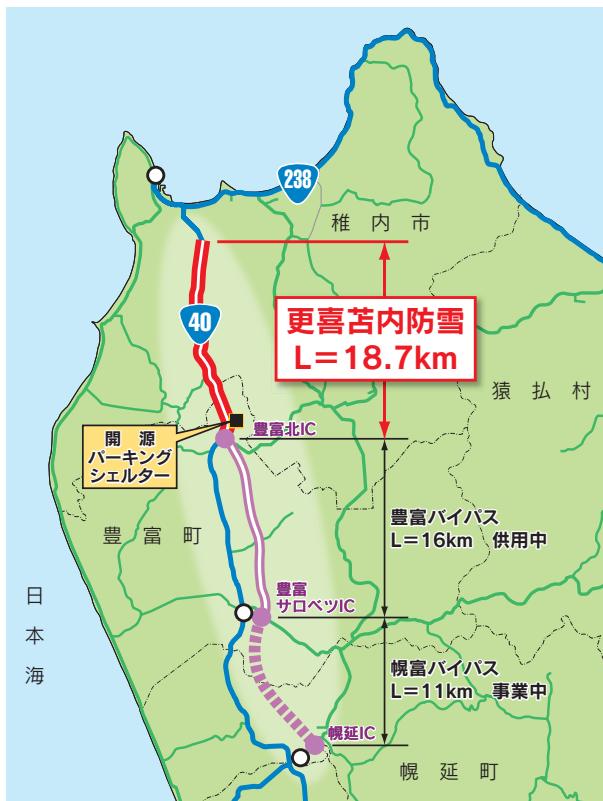 238
稚内市
更喜苫内防雪
L=18.7km
40
猿払村
豊富北IC
開源
パーキング
シェルター
豊富町
豊富バイパス
L=16km 供用中
豊富
サロベツIC
日本海
幌富バイパス
L=11km 事業中
幌延IC
幌延町